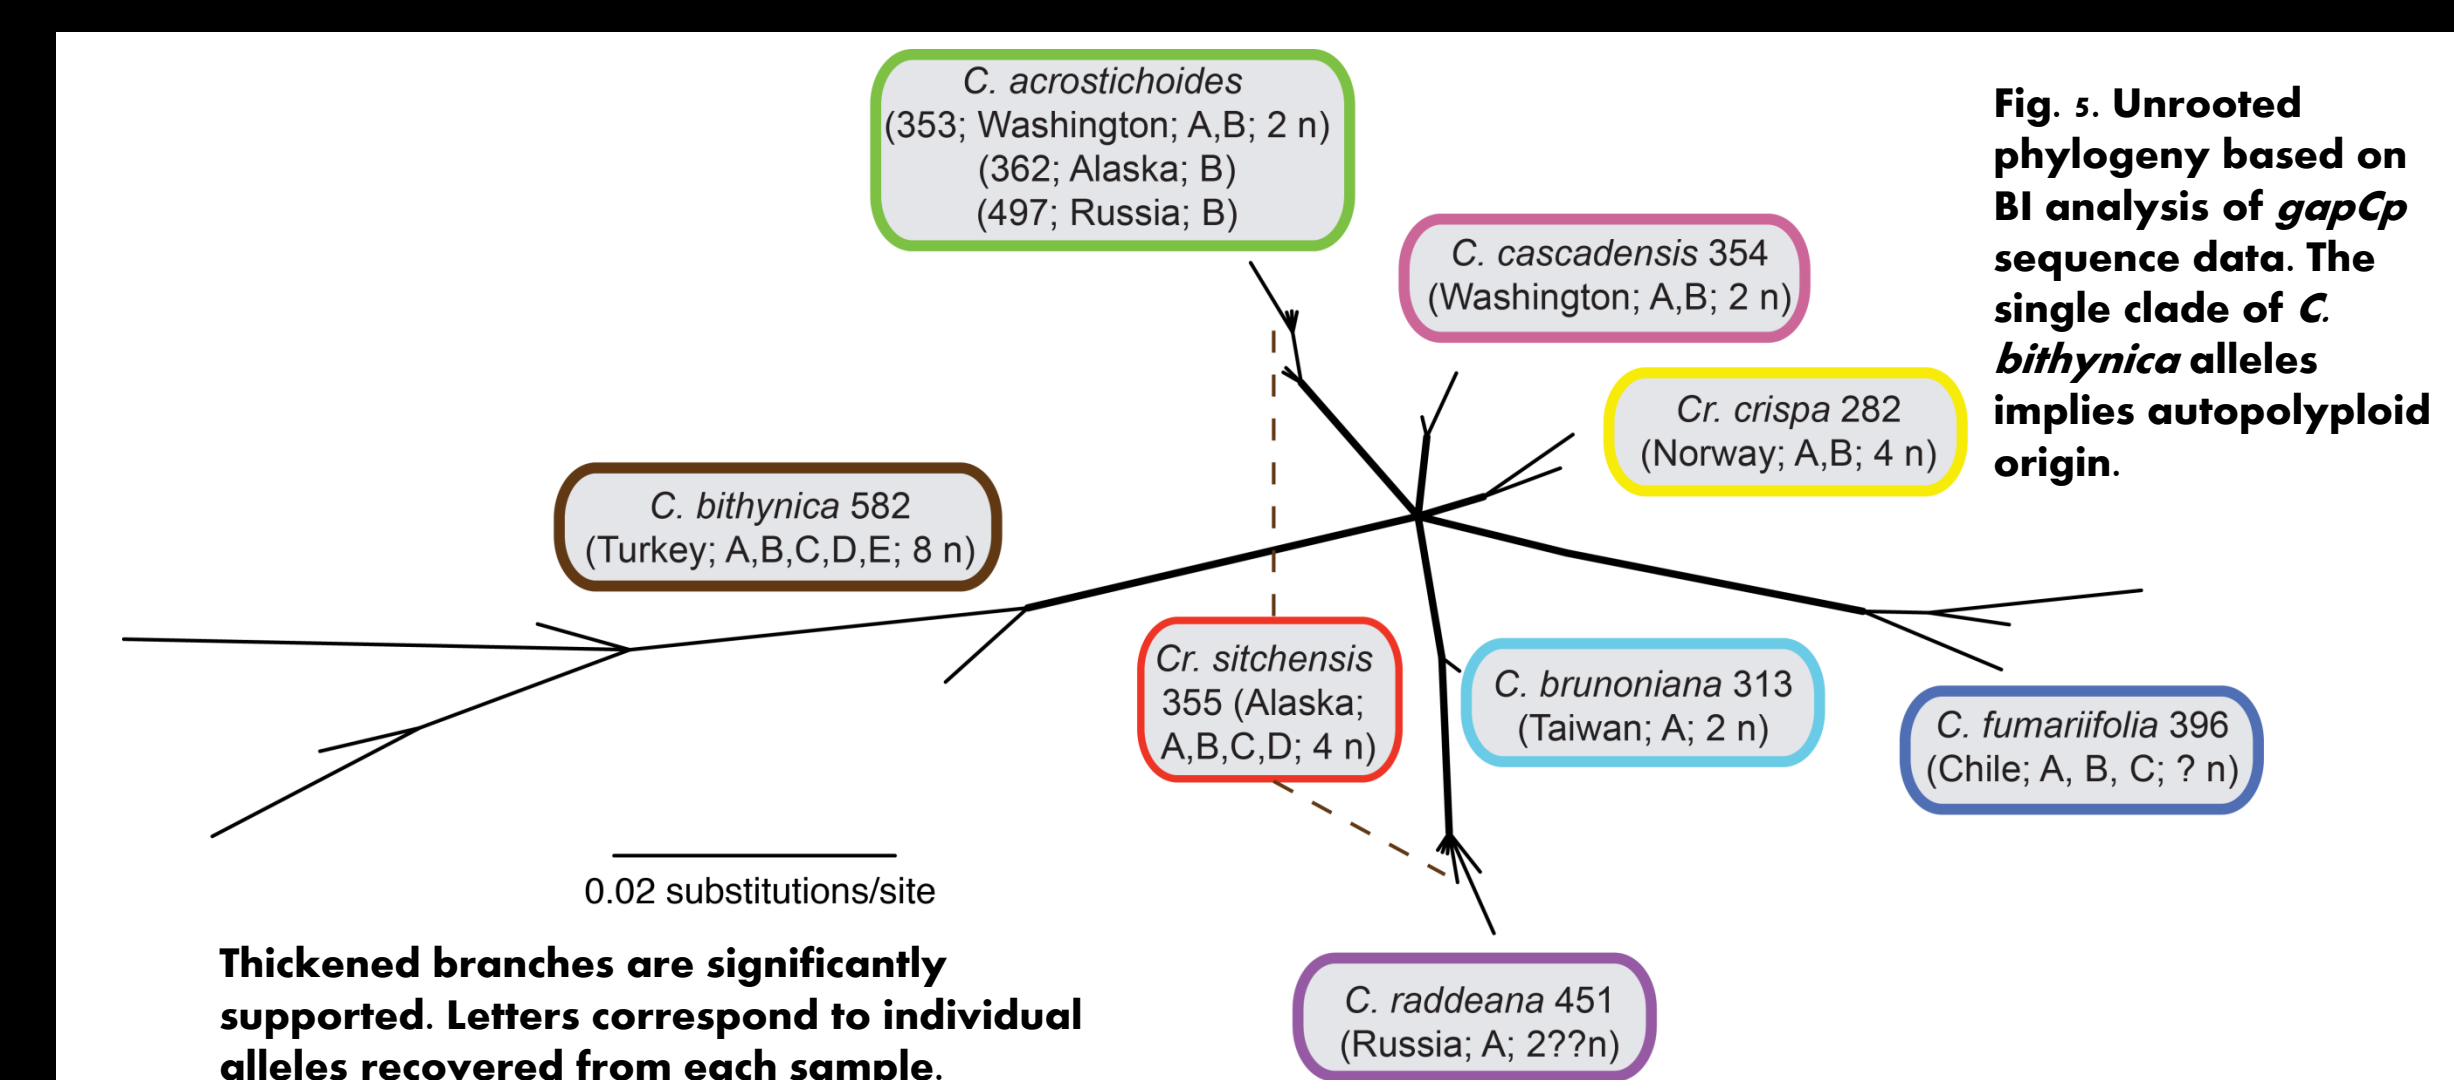 C. acrostichoides
(353; Washington; A,B; 2 n)
(362; Alaska; B)
(497; Russia; B)
Fig. 5. Unrooted
phylogeny based on
BI analysis of gapCp
sequence data. The
single clade of C.
bithynica alleles
implies autopolyploid
origin.
C. cascadensis 354
(Washington; A,B; 2 n)
Cr. crispa 282
(Norway; A,B; 4 n)
C. bithynica 582
(Turkey; A,B,C,D,E; 8 n)
Cr. sitchensis
355 (Alaska;
A,B,C,D; 4 n)
C. brunoniana 313
(Taiwan; A; 2 n)
C. fumariifolia 396
(Chile; A, B, C; ? n)
0.02 substitutions/site
Thickened branches are significantly
supported. Letters correspond to individual
alleles recovered from each sample.
C. raddeana 451
(Russia; A; 2??n)